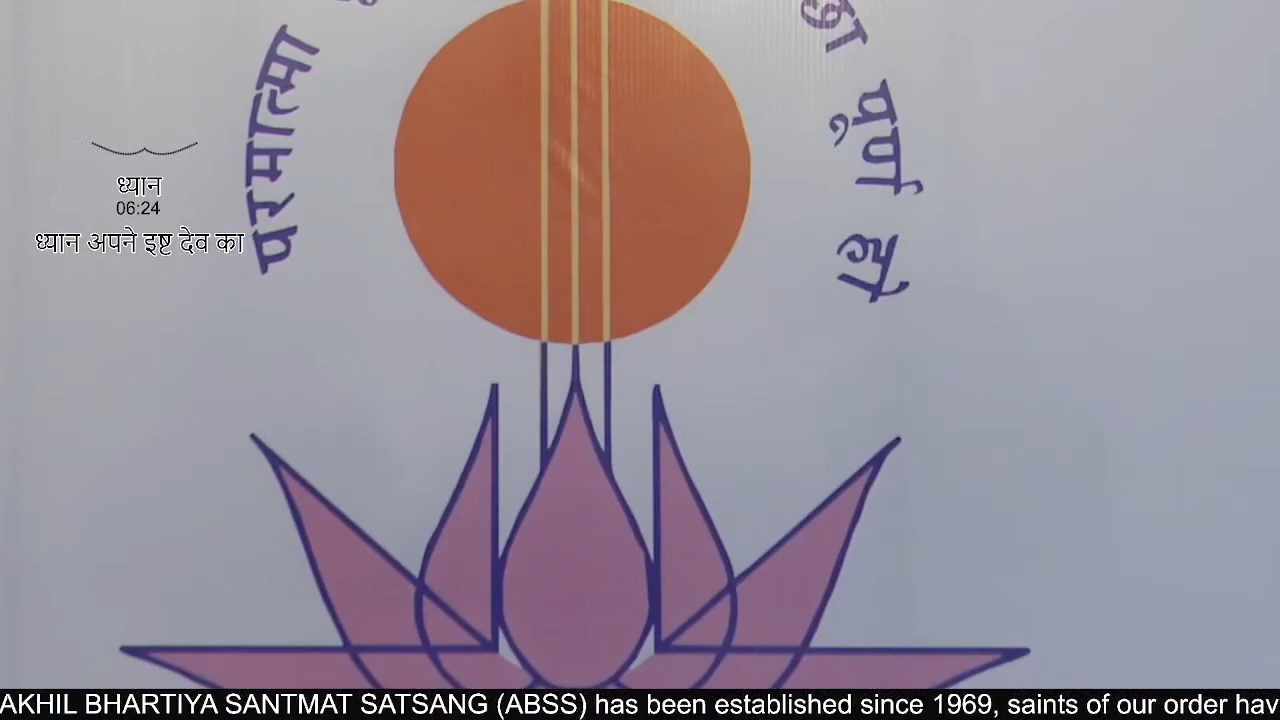 परमात्मा
पूर्ण हो
ध्यान
06:24
ध्यान अपने इष्ट देव का
AKHIL BHARTIYA SANTMAT SATSANG (ABSS) has been established since 1969, saints of our order hav